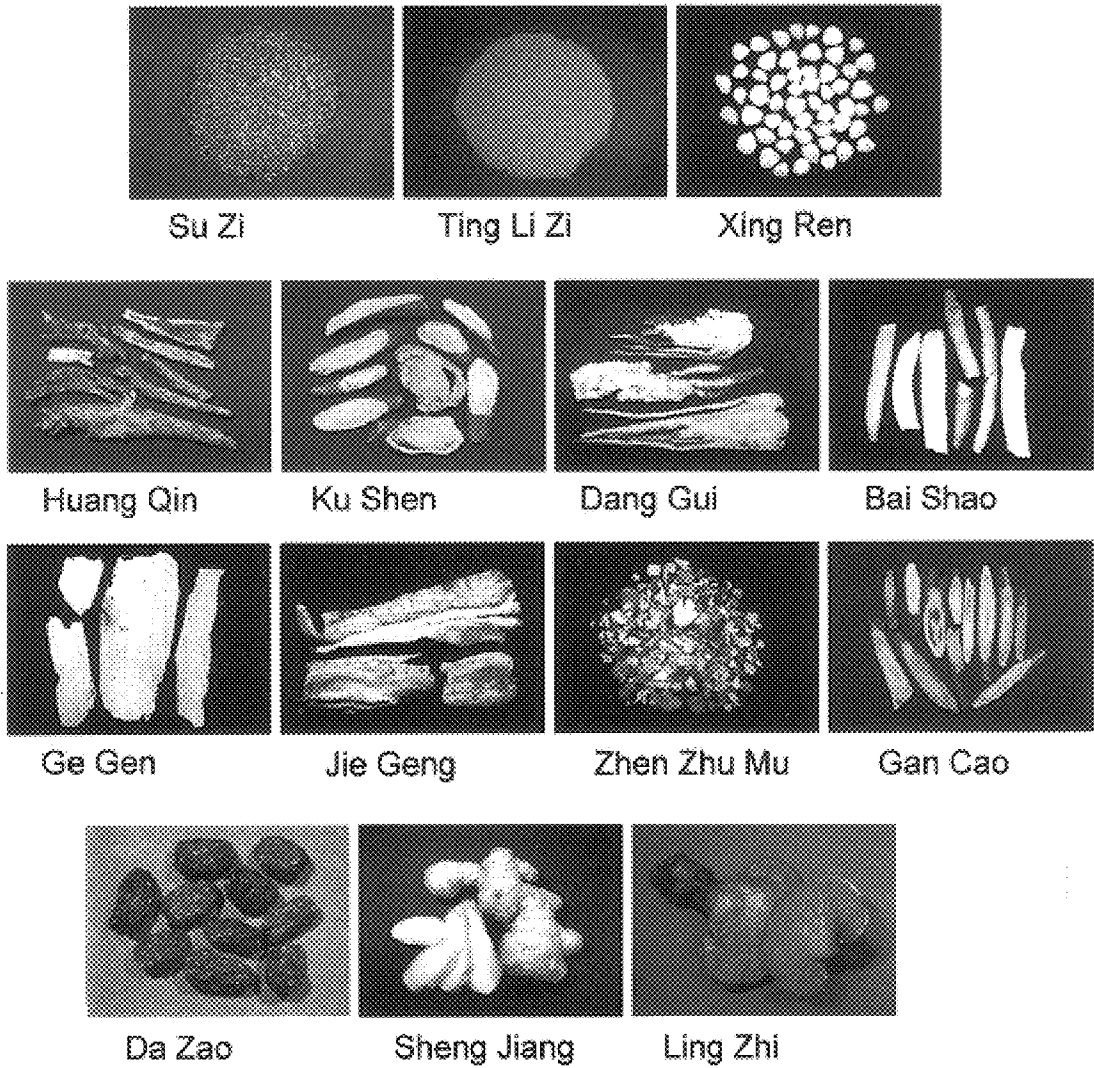 Su Zi Ting Li Zi Xing Ren
Huang Qin Ku Shen Dang Gui Bai Shao
Ge Gen Jie Geng Zhen Zhu Mu Gan Cao
Da Zao Sheng Jiang Ling Zhi